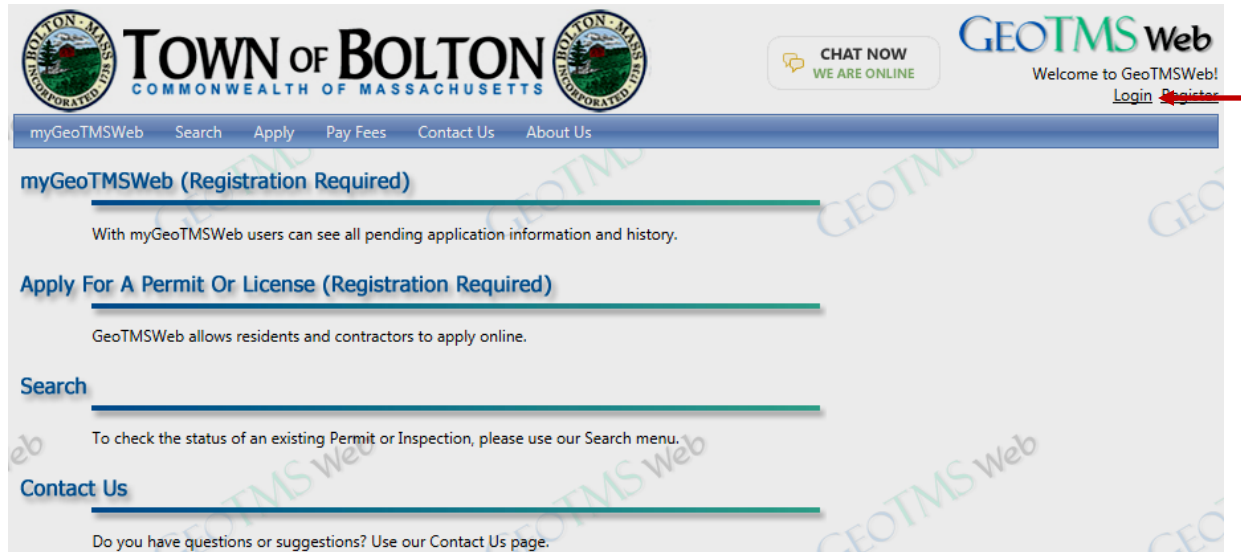 TOWN OF BOLTON
COMMONWEALTH OF MASSACHUSETTS
CHAT NOW
WE ARE ONLINE
GEOTMS Web
Welcome to GeoTMSWeb!
Login Register
myGeoTMSWeb Search Apply Pay Fees Contact Us About Us
myGeoTMSWeb (Registration Required)
With myGeoTMSWeb users can see all pending application information and history.
Apply For A Permit Or License (Registration Required)
GeoTMSWeb allows residents and contractors to apply online.
Search
To check the status of an existing Permit or Inspection, please use our Search menu.
Contact Us
Do you have questions or suggestions? Use our Contact Us page.